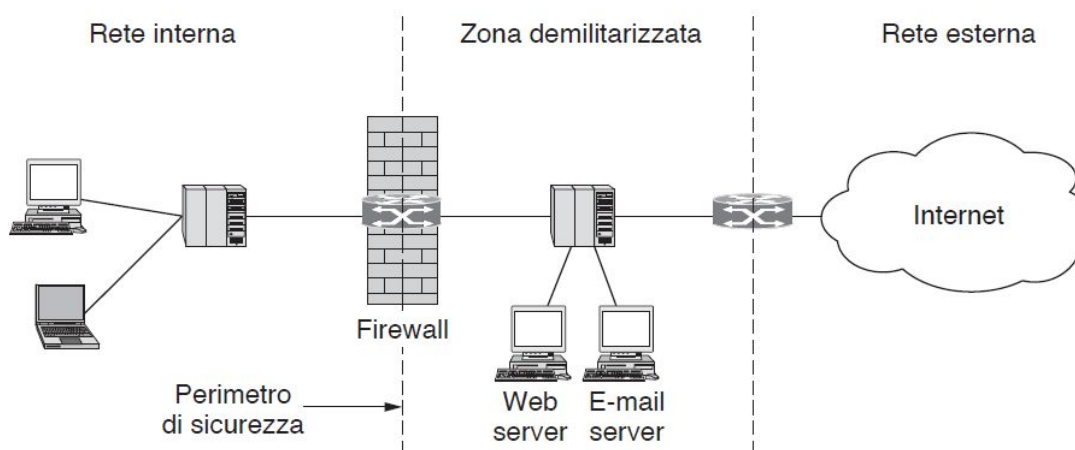 Rete interna
Zona demilitarizzata
Rete esterna
Internet
Firewall
Perimetro
di sicurezza
Web
server
E-mail
server